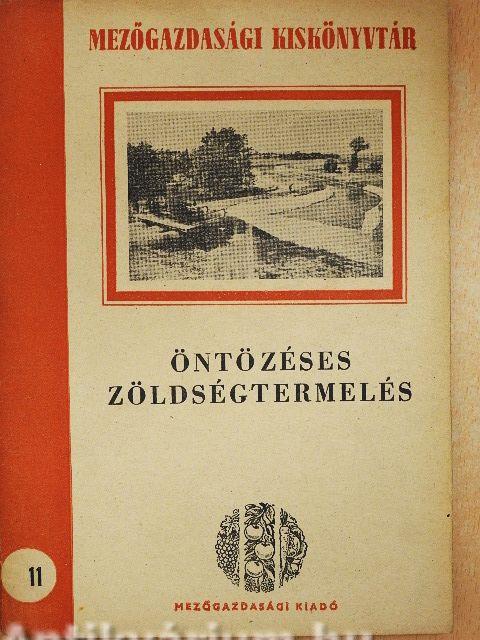 MEZŐGAZDASÁGI KISKÖNYVTÁR
ÖNTÖZÉSES
ZÖLDSÉGTERMELÉS
11
MEZŐGAZDASÁGI KIADÓ